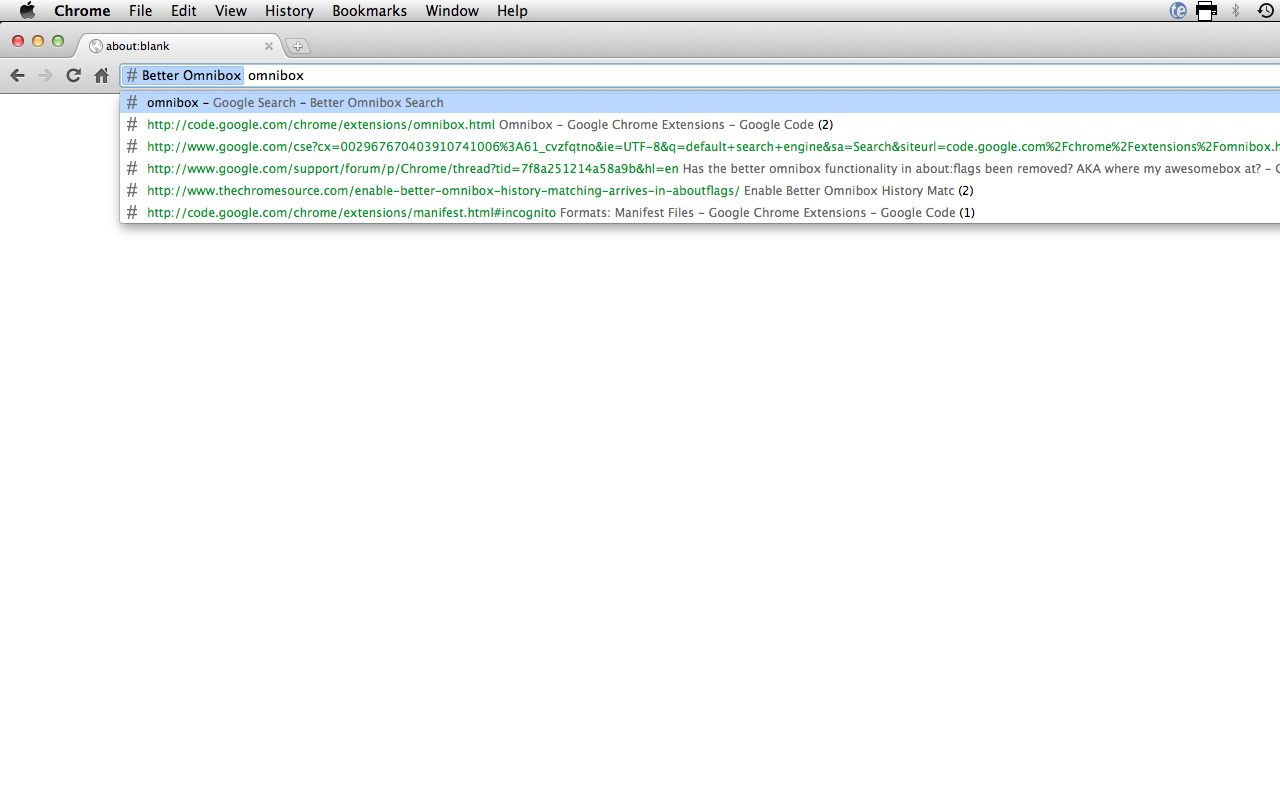 Chrome File Edit View History Bookmarks Window Help
about:blank
# Better Omnibox omnibox
# omnibox – Google Search – Better Omnibox Search
# http://code.google.com/chrome/extensions/omnibox.html Omnibox – Google Chrome Extensions – Google Code (2)
# http://www.google.com/cse?cx=002967670403910741006%3A61_cvzfqtno&ie=UTF-8&q=default+search+engine&sa=Search&siteurl=code.google.com%2Fchrome%2Fextensions%2Fomnibox.h
# http://www.google.com/support/forum/p/Chrome/thread?tid=7f8a251214a58a9b&hl=en Has the better omnibox functionality in about:flags been removed? AKA where my awesomebox at? –
# http://www.thechromesource.com/enable-better-omnibox-history-matching-arrives-in-aboutflags/ Enable Better Omnibox History Matc (2)
# http://code.google.com/chrome/extensions/manifest.html#incognito Formats: Manifest Files – Google Chrome Extensions – Google Code (1)